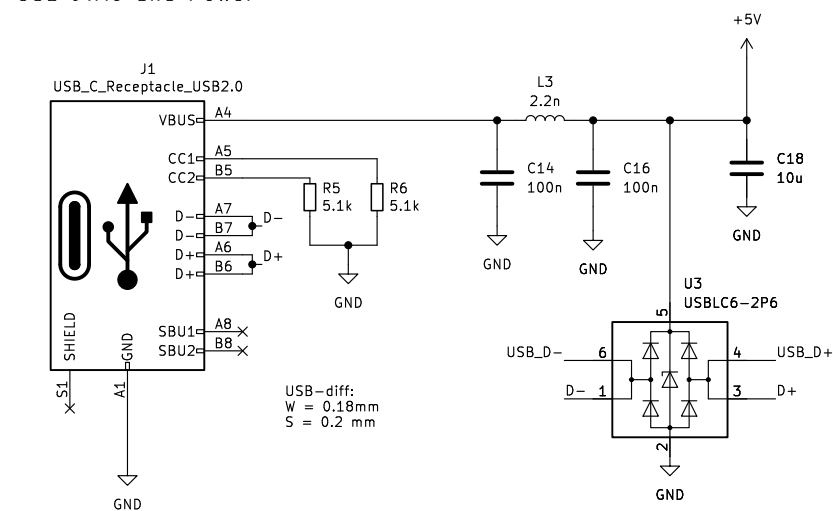 J1
USB_C_Receptacle_USB2.0
VBUS A4
CC1 A5
CC2 B5
D- A7
D- B7
D+ A6
D+ B6
SBU1 A8
SBU2 B8
SHIELD
GND
S1
A1
GND
D-
D+
R5
5.1k
R6
5.1k
GND
USB-diff:
W = 0.18mm
S = 0.2 mm
L3
2.2n
C14
100n
GND
C16
100n
GND
+5V
C18
10u
GND
U3
USBLC6-2P6
5
USB_D- 6
D- 1
4 USB_D+
3 D+
2
GND